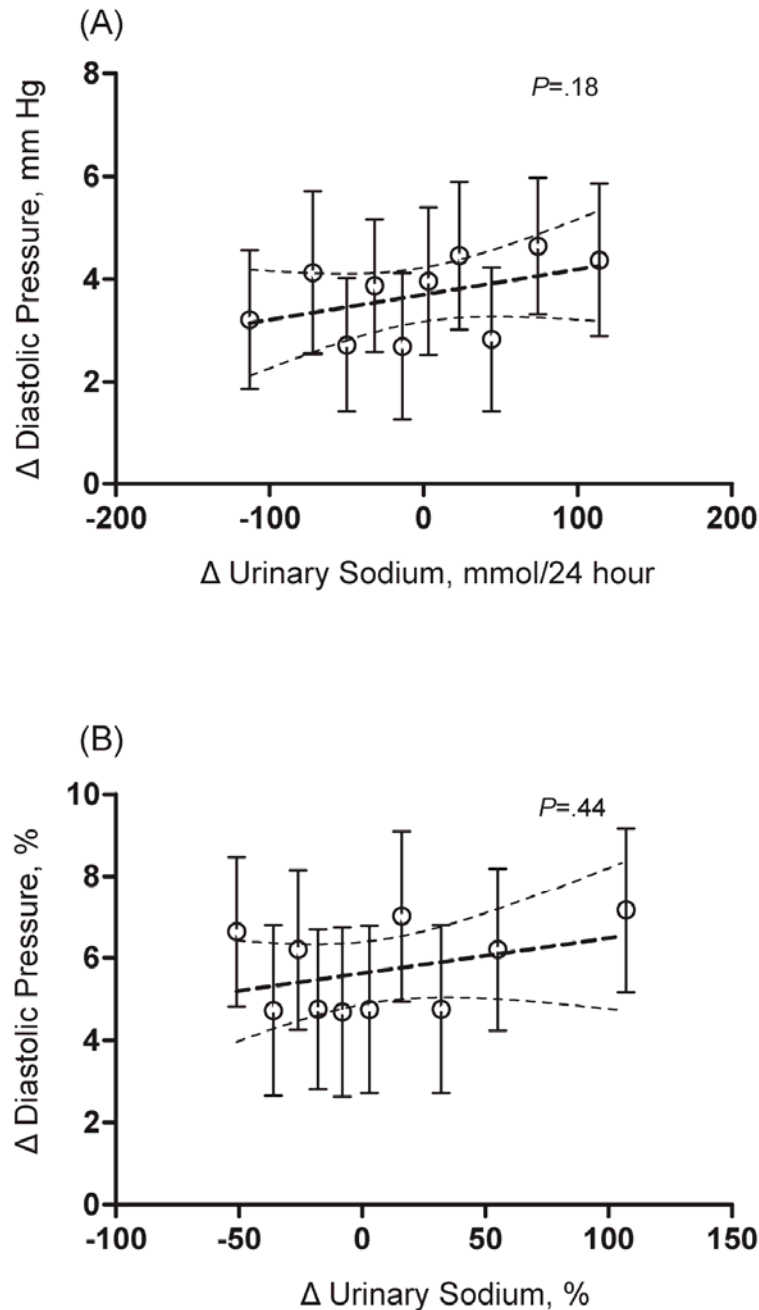 (A)
Δ Diastolic Pressure, mm Hg
8
6
4
2
0
P=.18
-200
-100
0
100
200
Δ Urinary Sodium, mmol/24 hour
(B)
Δ Diastolic Pressure, %
10
8
6
4
2
0
P=.44
-100
-50
0
50
100
150
Δ Urinary Sodium, %